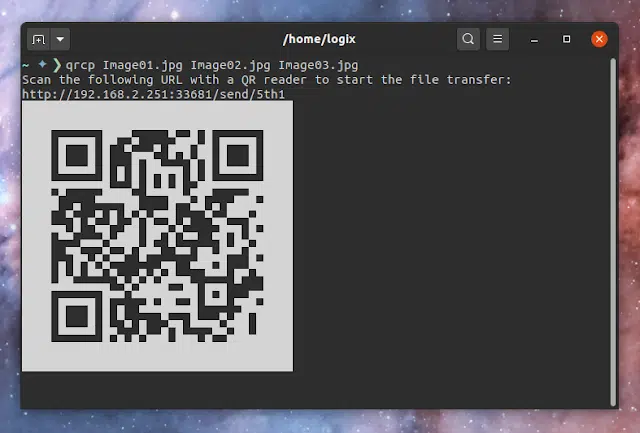 /home/logix
~ ✦ ❯ qrcp Image01.jpg Image02.jpg Image03.jpg
Scan the following URL with a QR reader to start the file transfer:
http://192.168.2.251:33681/send/5th1